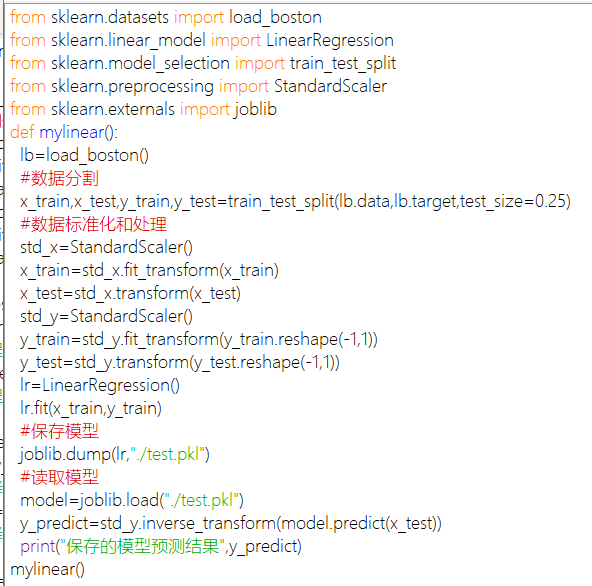 from sklearn.datasets import load_boston
from sklearn.linear_model import LinearRegression
from sklearn.model_selection import train_test_split
from sklearn.preprocessing import StandardScaler
from sklearn.externals import joblib
def mylinear():
  lb=load_boston()
  #数据分割
  x_train,x_test,y_train,y_test=train_test_split(lb.data,lb.target,test_size=0.25)
  #数据标准化和处理
  std_x=StandardScaler()
  x_train=std_x.fit_transform(x_train)
  x_test=std_x.transform(x_test)
  std_y=StandardScaler()
  y_train=std_y.fit_transform(y_train.reshape(-1,1))
  y_test=std_y.transform(y_test.reshape(-1,1))
  lr=LinearRegression()
  lr.fit(x_train,y_train)
  #保存模型
  joblib.dump(lr,"./test.pkl")
  #读取模型
  model=joblib.load("./test.pkl")
  y_predict=std_y.inverse_transform(model.predict(x_test))
  print("保存的模型预测结果",y_predict)
mylinear()